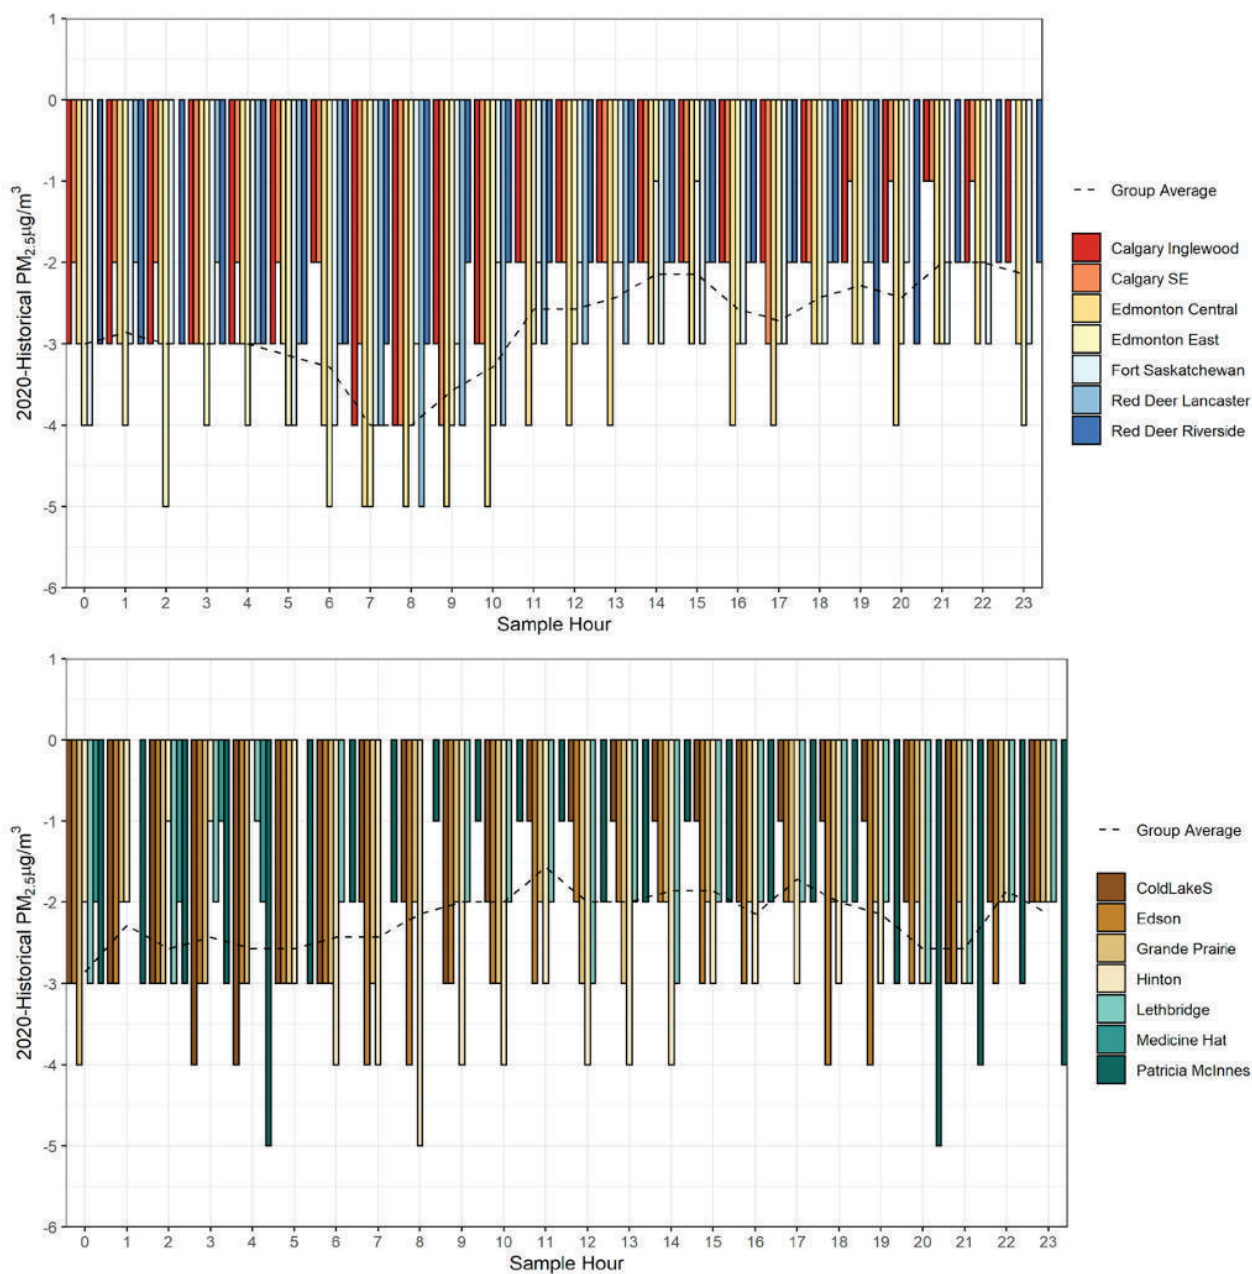 1
0
-1
-2
-3
-4
-5
-6
2020-Historical PM2.5µg/m³
0 1 2 3 4 5 6 7 8 9 10 11 12 13 14 15 16 17 18 19 20 21 22 23
Sample Hour
Group Average
Calgary Inglewood
Calgary SE
Edmonton Central
Edmonton East
Fort Saskatchewan
Red Deer Lancaster
Red Deer Riverside
1
0
-1
-2
-3
-4
-5
-6
2020-Historical PM2.5µg/m³
0 1 2 3 4 5 6 7 8 9 10 11 12 13 14 15 16 17 18 19 20 21 22 23
Sample Hour
Group Average
ColdLakeS
Edson
Grande Prairie
Hinton
Lethbridge
Medicine Hat
Patricia McInnes